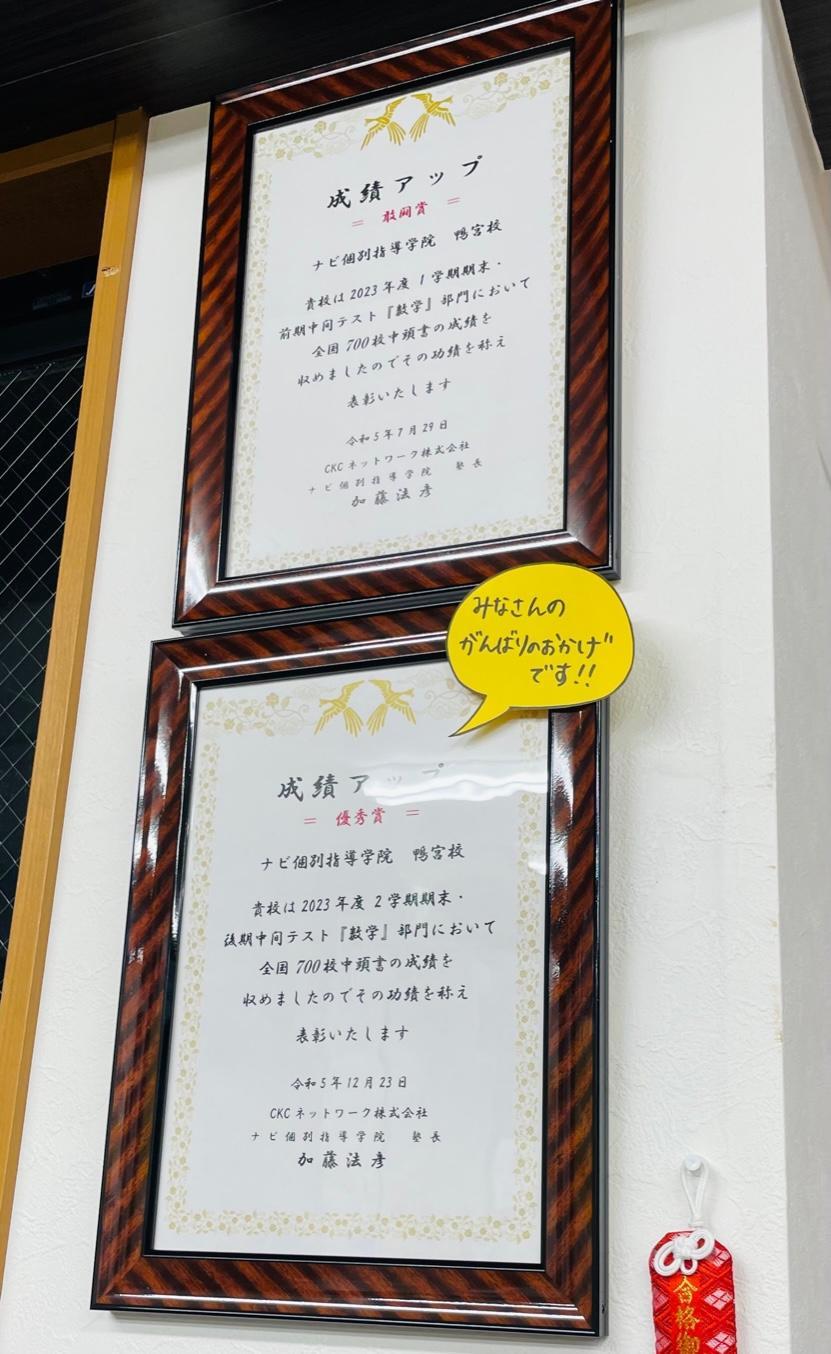 成績アップ
＝ 敢闘賞 ＝
ナビ個別指導学院 鴨宮校
貴校は2023年度1学期期末・
前期中間テスト『数学』部門において
全国700校中頭書の成績を
収めましたのでその功績を称え
表彰いたします
令和5年7月29日
CKCネットワーク株式会社
ナビ個別指導学院 塾長
加藤法彦
みなさんの
がんばりのおかげ
です!!
成績アップ
＝ 優秀賞 ＝
ナビ個別指導学院 鴨宮校
貴校は2023年度2学期期末・
後期中間テスト『数学』部門において
全国700校中頭書の成績を
収めましたのでその功績を称え
表彰いたします
令和5年12月23日
CKCネットワーク株式会社
ナビ個別指導学院 塾長
加藤法彦
合格御